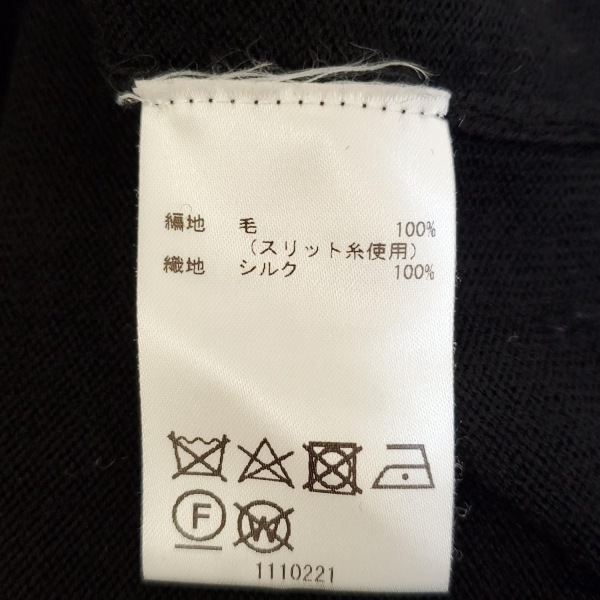 編地 毛 100%
（スリット糸使用）
織地 シルク 100%
F
W
1110221